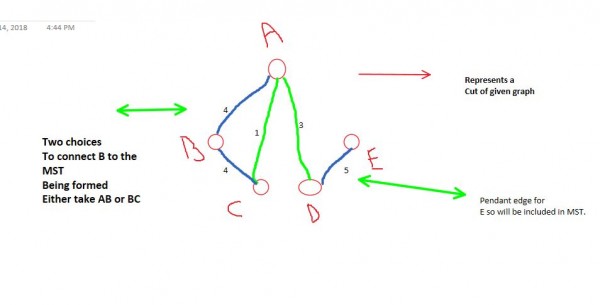 14, 2018 4:44 PM
A
Represents a
Cut of given graph
4
1
3
Two choices
To connect B to the
MST
Being formed
Either take AB or BC
B
E
4
5
C
D
Pendant edge for
E so will be included in MST.